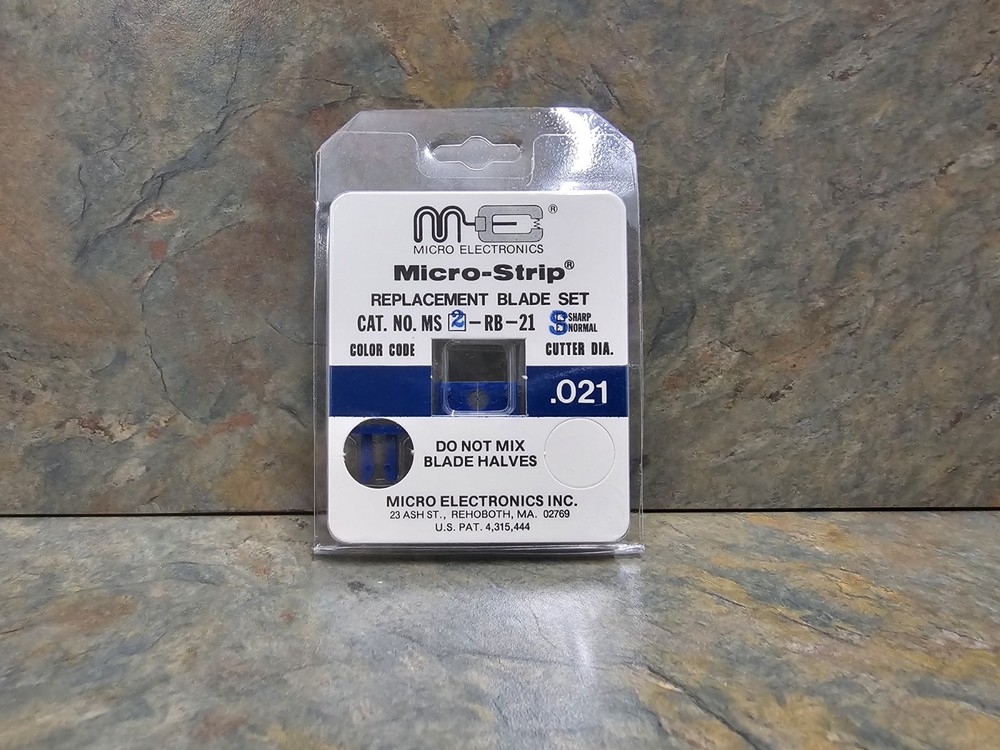 ME®
MICRO ELECTRONICS
Micro-Strip®
REPLACEMENT BLADE SET
CAT. NO. MS 2-RB-21 S SHARP
NORMAL
COLOR CODE CUTTER DIA.
.021
DO NOT MIX
BLADE HALVES
MICRO ELECTRONICS INC.
23 ASH ST., REHOBOTH, MA. 02769
U.S. PAT. 4,315,444